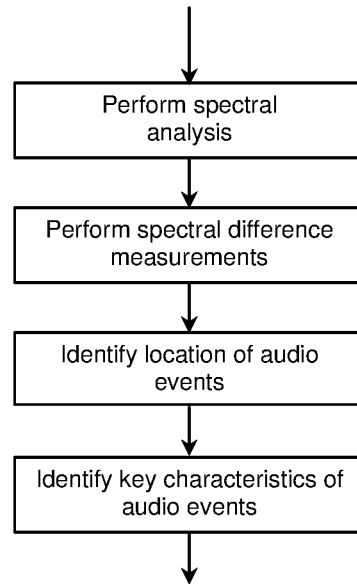 Perform spectral
analysis
Perform spectral difference
measurements
Identify location of audio
events
Identify key characteristics of
audio events